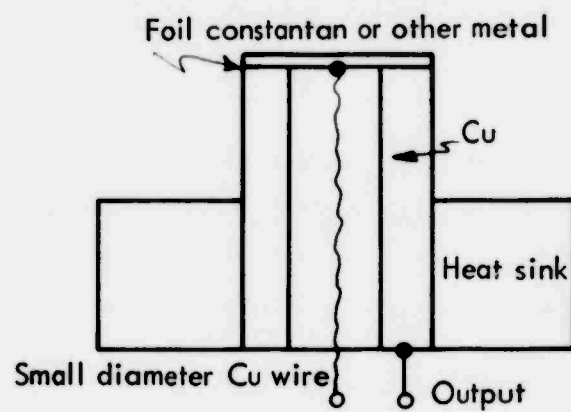 Foil constantan or other metal
Cu
Heat sink
Small diameter Cu wire
Output